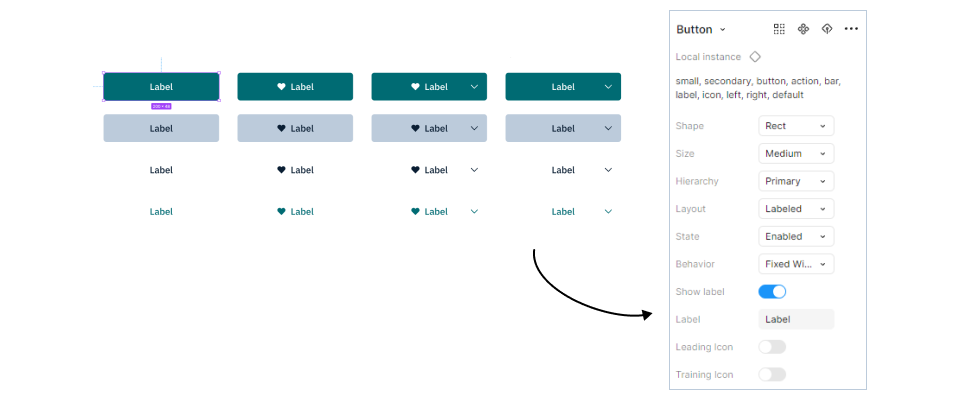 Label Label Label Label
Label Label Label Label
Label Label Label Label
Label Label Label Label
Button
Local instance
small, secondary, button, action, bar,
label, icon, left, right, default
Shape Rect
Size Medium
Hierarchy Primary
Layout Labeled
State Enabled
Behavior Fixed Wi...
Show label
Label Label
Leading Icon
Training Icon